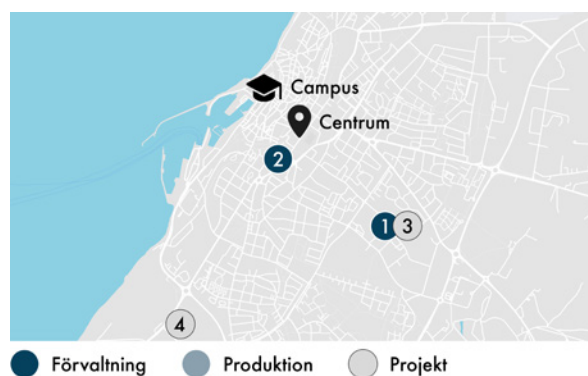 Campus
Centrum
2
1 3
4
Förvaltning Produktion Projekt